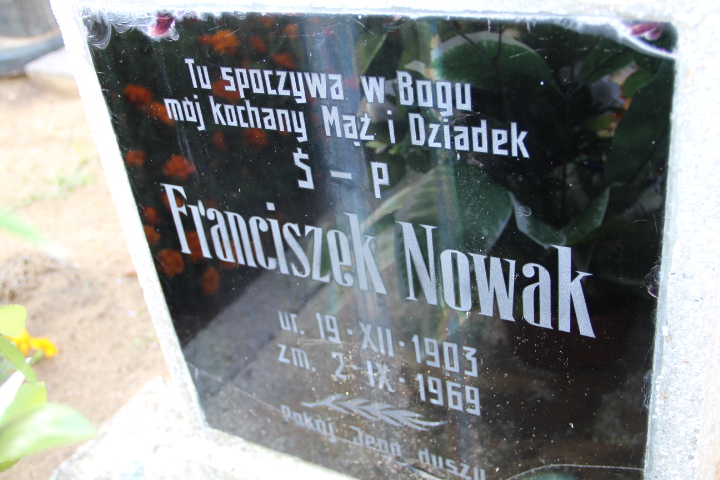 Tu spoczywa w Bogu
mój kochany Mąż i Dziadek
Ś – P
Franciszek Nowak
ur. 19·XII·1903
zm. 2·IX·1969
Pokój Jego duszy